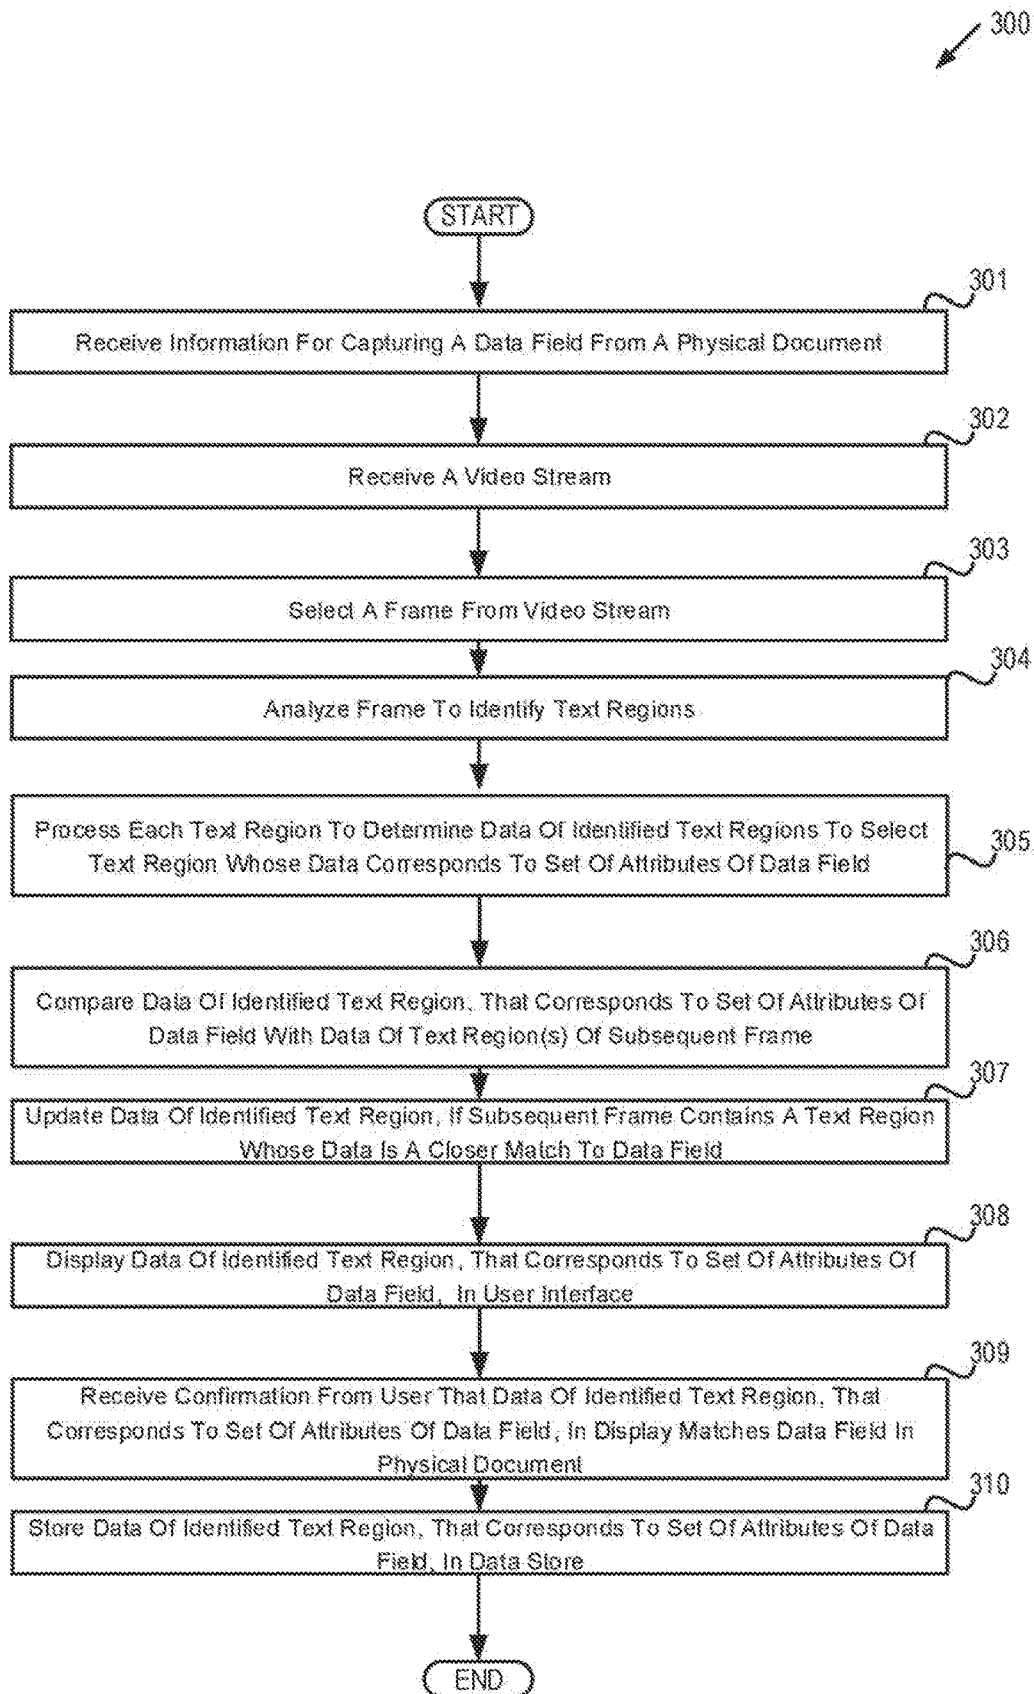 300
START
301
Receive Information For Capturing A Data Field From A Physical Document
302
Receive A Video Stream
303
Select A Frame From Video Stream
304
Analyze Frame To Identify Text Regions
Process Each Text Region To Determine Data Of Identified Text Regions To Select
Text Region Whose Data Corresponds To Set Of Attributes Of Data Field
305
306
Compare Data Of Identified Text Region, That Corresponds To Set Of Attributes Of
Data Field With Data Of Text Region(s) Of Subsequent Frame
307
Update Data Of Identified Text Region, If Subsequent Frame Contains A Text Region
Whose Data Is A Closer Match To Data Field
308
Display Data Of Identified Text Region, That Corresponds To Set Of Attributes Of
Data Field, In User Interface
309
Receive Confirmation From User That Data Of Identified Text Region, That
Corresponds To Set Of Attributes Of Data Field, In Display Matches Data Field In
Physical Document
310
Store Data Of Identified Text Region, That Corresponds To Set Of Attributes Of Data
Field, In Data Store
END